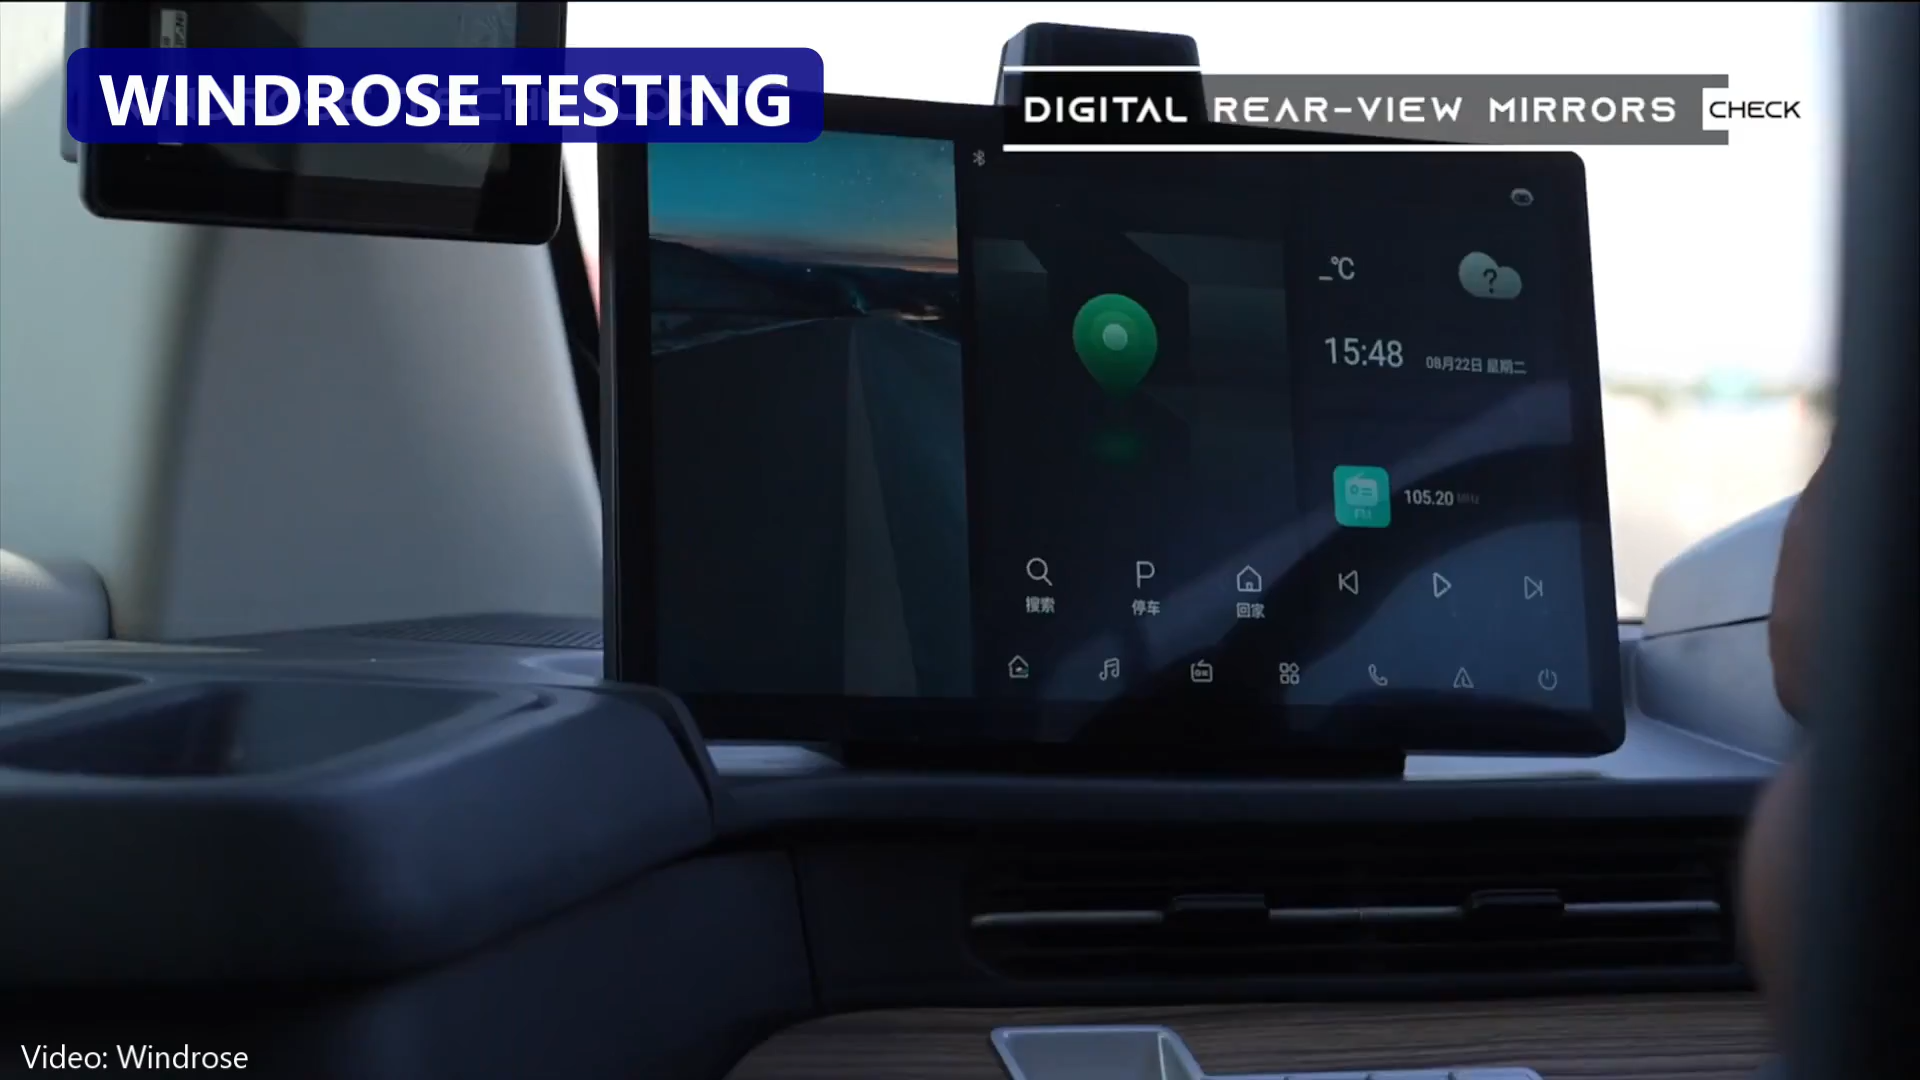 WINDROSE TESTING
DIGITAL REAR-VIEW MIRRORS CHECK
_°C
?
15:48 08月22日 星期二
105.20 MHz
搜索
P
停车
回家
Video: Windrose